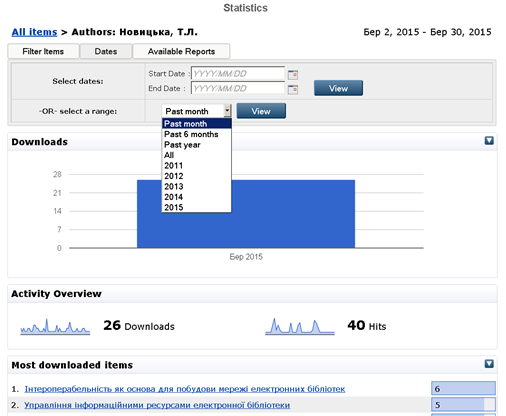 Statistics
All items > Authors: Новицька, Т.Л.
Бер 2, 2015 - Бер 30, 2015
Filter Items
Dates
Available Reports
Select dates:
Start Date : YYYY/MM/DD
End Date : YYYY/MM/DD
View
-OR- select a range:
Past month
View
Past month
Past 6 months
Past year
All
2011
2012
2013
2014
2015
Downloads
28
21
14
7
0
Бер 2015
Activity Overview
26 Downloads
40 Hits
Most downloaded items
1. Інтероперабельність як основа для побудови мережі електронних бібліотек
6
2. Управління інформаційними ресурсами електронної бібліотеки
5